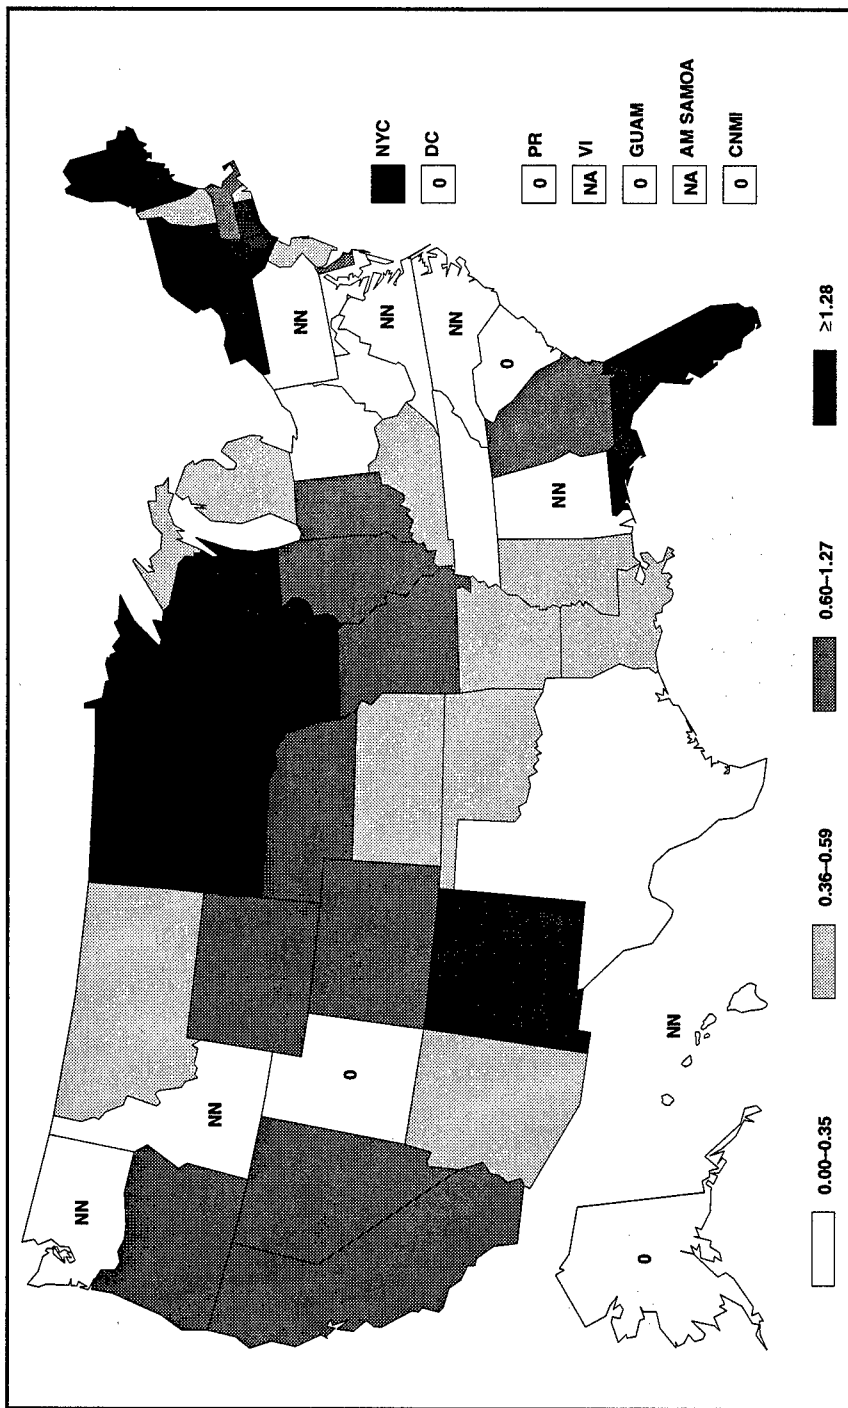 NN
NN
NN
0
NN
NYC
0 DC
NN
0
0 PR
NN
NA VI
0 GUAM
0
NN
NA AM SAMOA
0 CNMI
0.00–0.35 0.36–0.59 0.60–1.27 ≥1.28